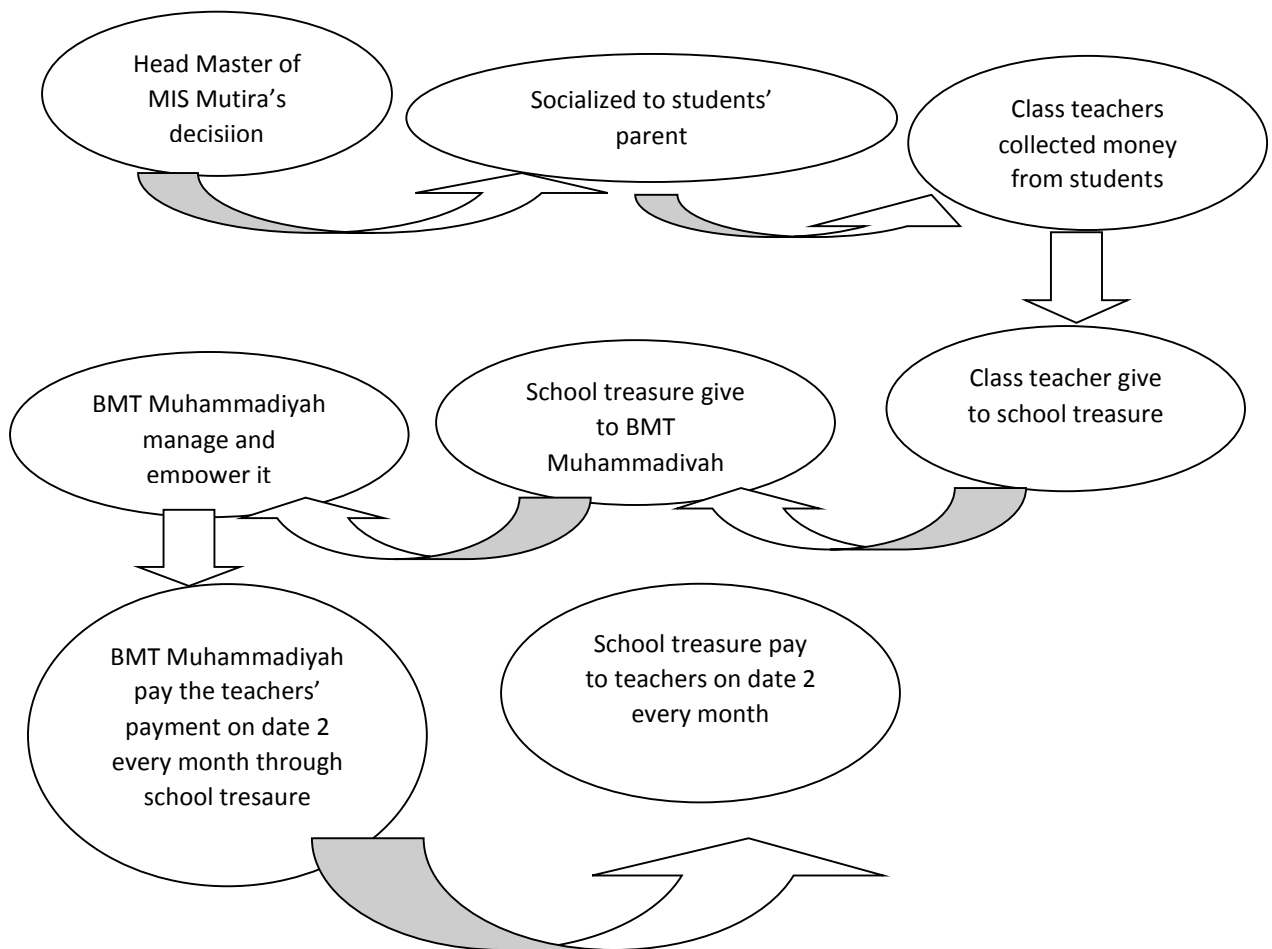 Head Master of
MIS Mutira's
decisiion
Socialized to students'
parent
Class teachers
collected money
from students
Class teacher give
to school treasure
School treasure give
to BMT
Muhammadiyah
BMT Muhammadiyah
manage and
empower it
BMT Muhammadiyah
pay the teachers'
payment on date 2
every month through
school tresaure
School treasure pay
to teachers on date 2
every month